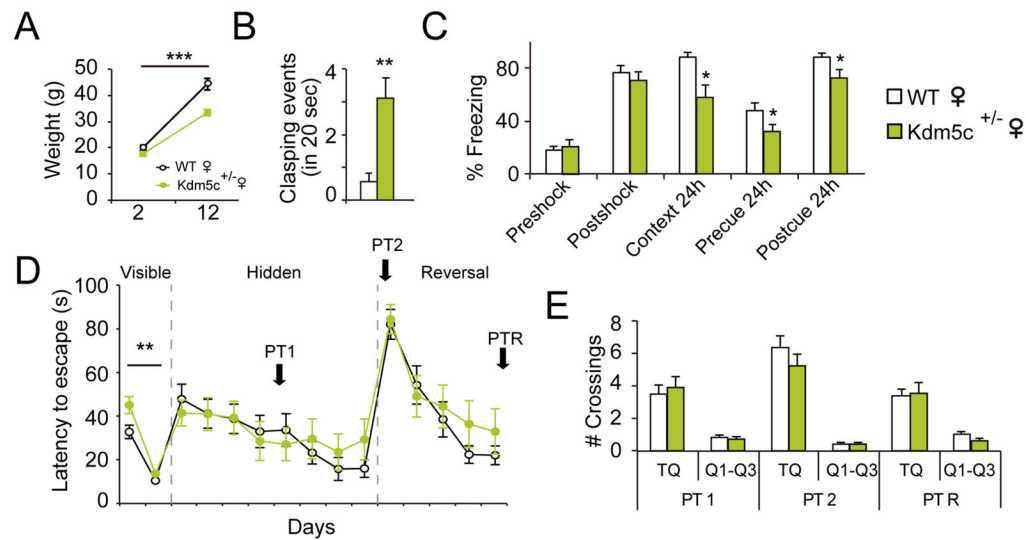 A
***
Weight (g)
50
40
30
20
10
0
WT ♀
Kdm5c+/-♀
2
12
B
**
Clasping events
(in 20 sec)
4
2
0
C
% Freezing
80
40
0
*
*
*
Preshock
Postshock
Context 24h
Precue 24h
Postcue 24h
WT ♀
Kdm5c +/- ♀
D
Visible
Hidden
PT2
Reversal
Latency to escape (s)
100
80
60
40
20
0
**
PT1
PTR
Days
E
# Crossings
8
6
4
2
0
TQ
Q1-Q3
TQ
Q1-Q3
TQ
Q1-Q3
PT 1
PT 2
PT R